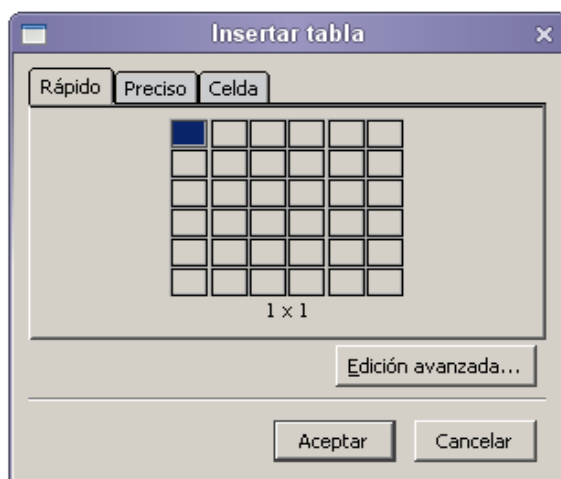 Insertar tabla
Rápido Preciso Celda
1 x 1
Edición avanzada...
Aceptar Cancelar